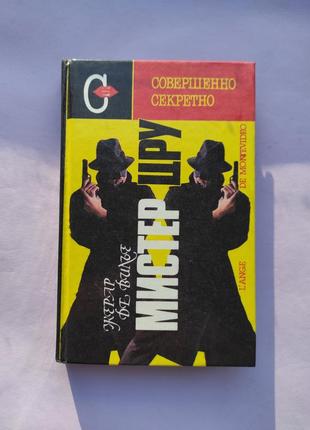 С
СОВЕРШЕННО
СЕКРЕТНО
ЖЕРАР
ДЕ ВИЛЬЕ
МИСТЕР
ЦРУ
L'ANGE
DE MONTEVIDEO